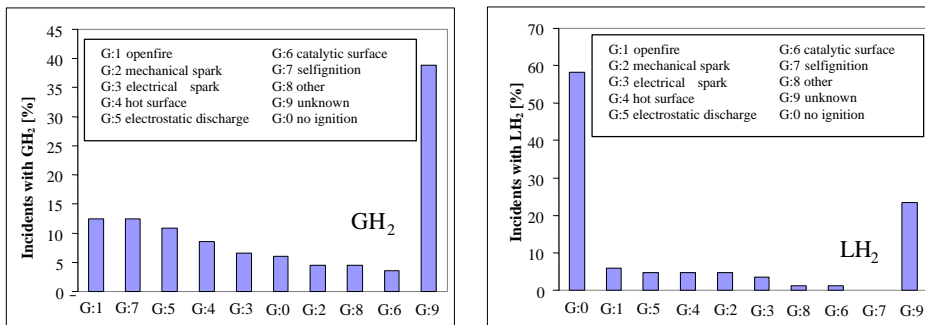 Incidents with GH2 [%]
45
40
35
30
25
20
15
10
5
0
G:1 openfire
G:2 mechanical spark
G:3 electrical spark
G:4 hot surface
G:5 electrostatic discharge
G:6 catalytic surface
G:7 selfignition
G:8 other
G:9 unknown
G:0 no ignition
GH2
G:1 G:7 G:5 G:4 G:3 G:0 G:2 G:8 G:6 G:9
Incidents with LH2 [%]
70
60
50
40
30
20
10
0
G:1 openfire
G:2 mechanical spark
G:3 electrical spark
G:4 hot surface
G:5 electrostatic discharge
G:6 catalytic surface
G:7 selfignition
G:8 other
G:9 unknown
G:0 no ignition
LH2
G:0 G:1 G:5 G:4 G:2 G:3 G:8 G:6 G:7 G:9